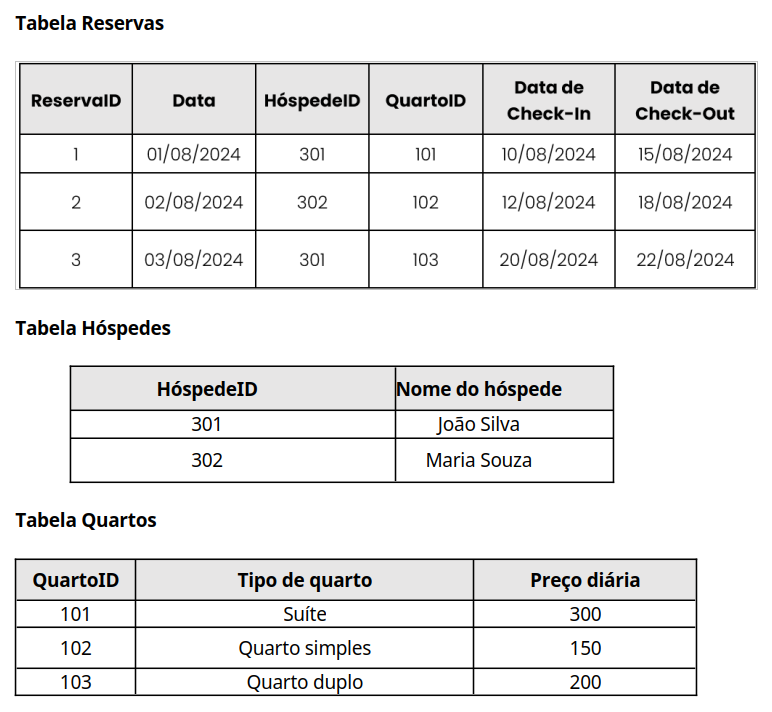 Tabela Reservas
ReservaID Data HóspedeID QuartoID Data de Check-In Data de Check-Out
1 01/08/2024 301 101 10/08/2024 15/08/2024
2 02/08/2024 302 102 12/08/2024 18/08/2024
3 03/08/2024 301 103 20/08/2024 22/08/2024
Tabela Hóspedes
HóspedeID Nome do hóspede
301 João Silva
302 Maria Souza
Tabela Quartos
QuartoID Tipo de quarto Preço diária
101 Suíte 300
102 Quarto simples 150
103 Quarto duplo 200